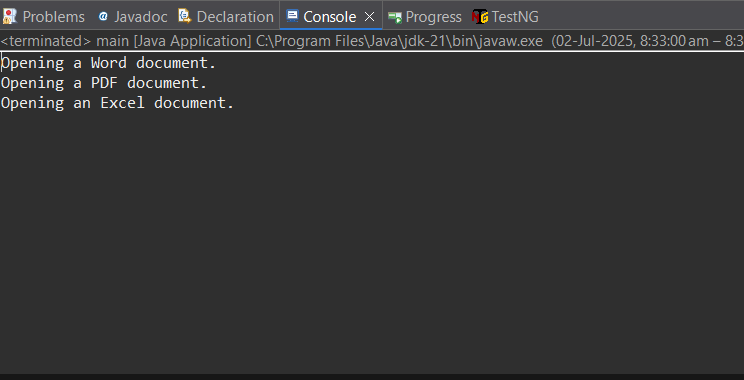 Problems Javadoc Declaration Console Progress TestNG
<terminated> main [Java Application] C:\Program Files\Java\jdk-21\bin\javaw.exe (02-Jul-2025, 8:33:00 am – 8:3
Opening a Word document.
Opening a PDF document.
Opening an Excel document.